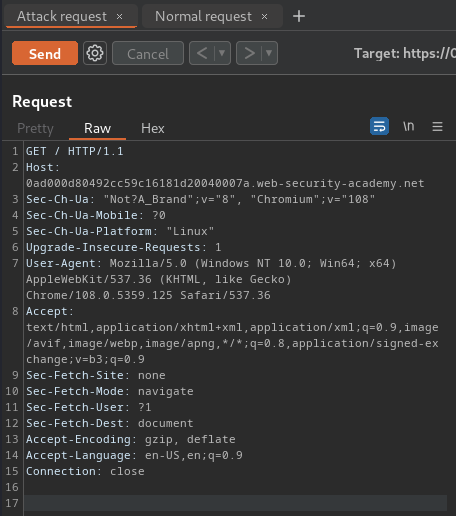 Attack request × Normal request × +
Send Cancel < ▾ > ▾ Target: https://0
Request
Pretty Raw Hex \n
1 GET / HTTP/1.1
2 Host:
0ad000d80492cc59c16181d20040007a.web-security-academy.net
3 Sec-Ch-Ua: "Not?A_Brand";v="8", "Chromium";v="108"
4 Sec-Ch-Ua-Mobile: ?0
5 Sec-Ch-Ua-Platform: "Linux"
6 Upgrade-Insecure-Requests: 1
7 User-Agent: Mozilla/5.0 (Windows NT 10.0; Win64; x64)
AppleWebKit/537.36 (KHTML, like Gecko)
Chrome/108.0.5359.125 Safari/537.36
8 Accept:
text/html,application/xhtml+xml,application/xml;q=0.9,image
/avif,image/webp,image/apng,*/*;q=0.8,application/signed-ex
change;v=b3;q=0.9
9 Sec-Fetch-Site: none
10 Sec-Fetch-Mode: navigate
11 Sec-Fetch-User: ?1
12 Sec-Fetch-Dest: document
13 Accept-Encoding: gzip, deflate
14 Accept-Language: en-US,en;q=0.9
15 Connection: close
16
17